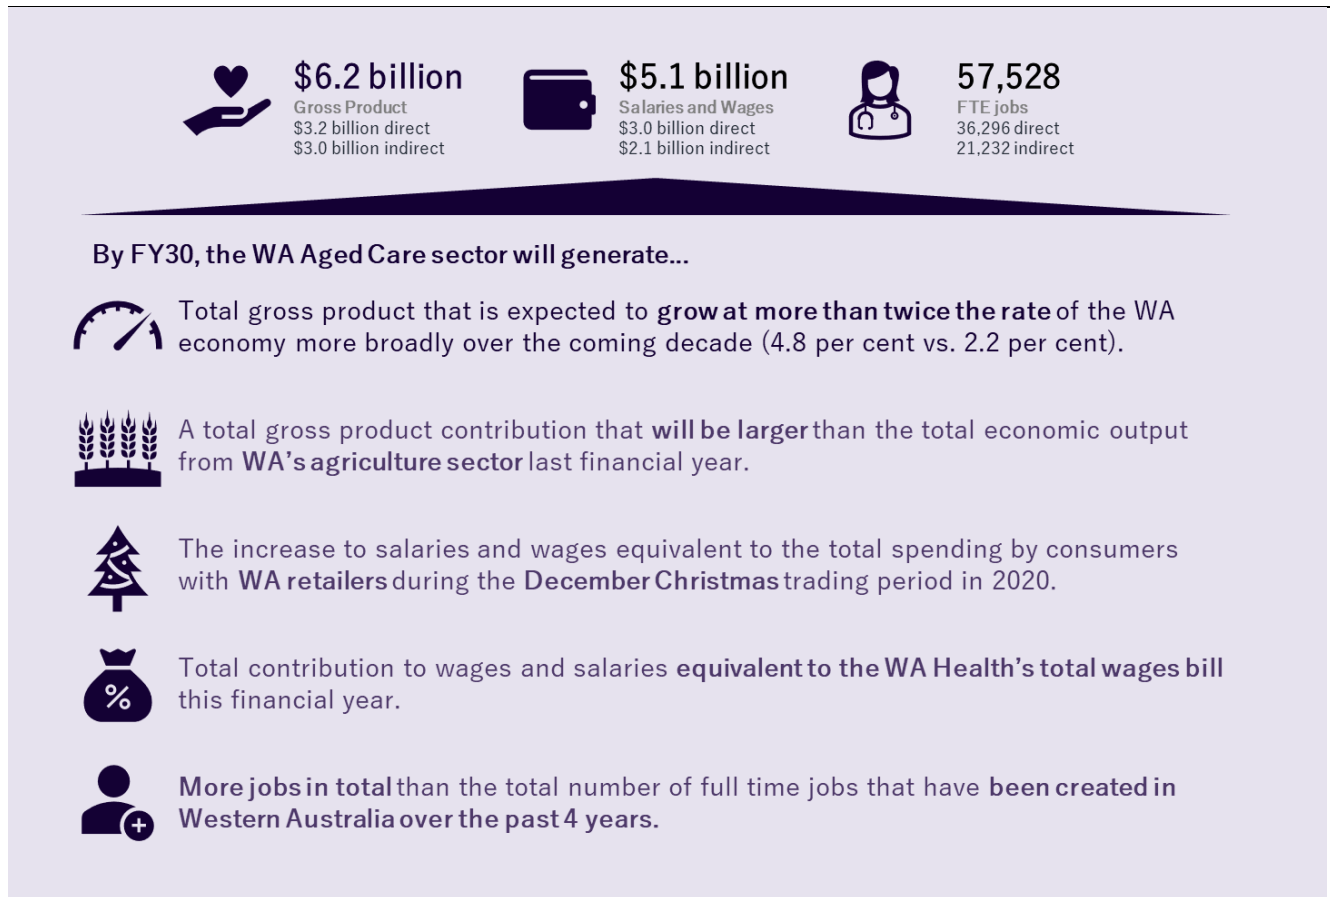 $6.2 billion
Gross Product
$3.2 billion direct
$3.0 billion indirect
$5.1 billion
Salaries and Wages
$3.0 billion direct
$2.1 billion indirect
57,528
FTE jobs
36,296 direct
21,232 indirect
By FY30, the WA Aged Care sector will generate...
Total gross product that is expected to grow at more than twice the rate of the WA
economy more broadly over the coming decade (4.8 per cent vs. 2.2 per cent).
A total gross product contribution that will be larger than the total economic output
from WA's agriculture sector last financial year.
The increase to salaries and wages equivalent to the total spending by consumers
with WA retailers during the December Christmas trading period in 2020.
%
Total contribution to wages and salaries equivalent to the WA Health's total wages bill
this financial year.
More jobs in total than the total number of full time jobs that have been created in
Western Australia over the past 4 years.